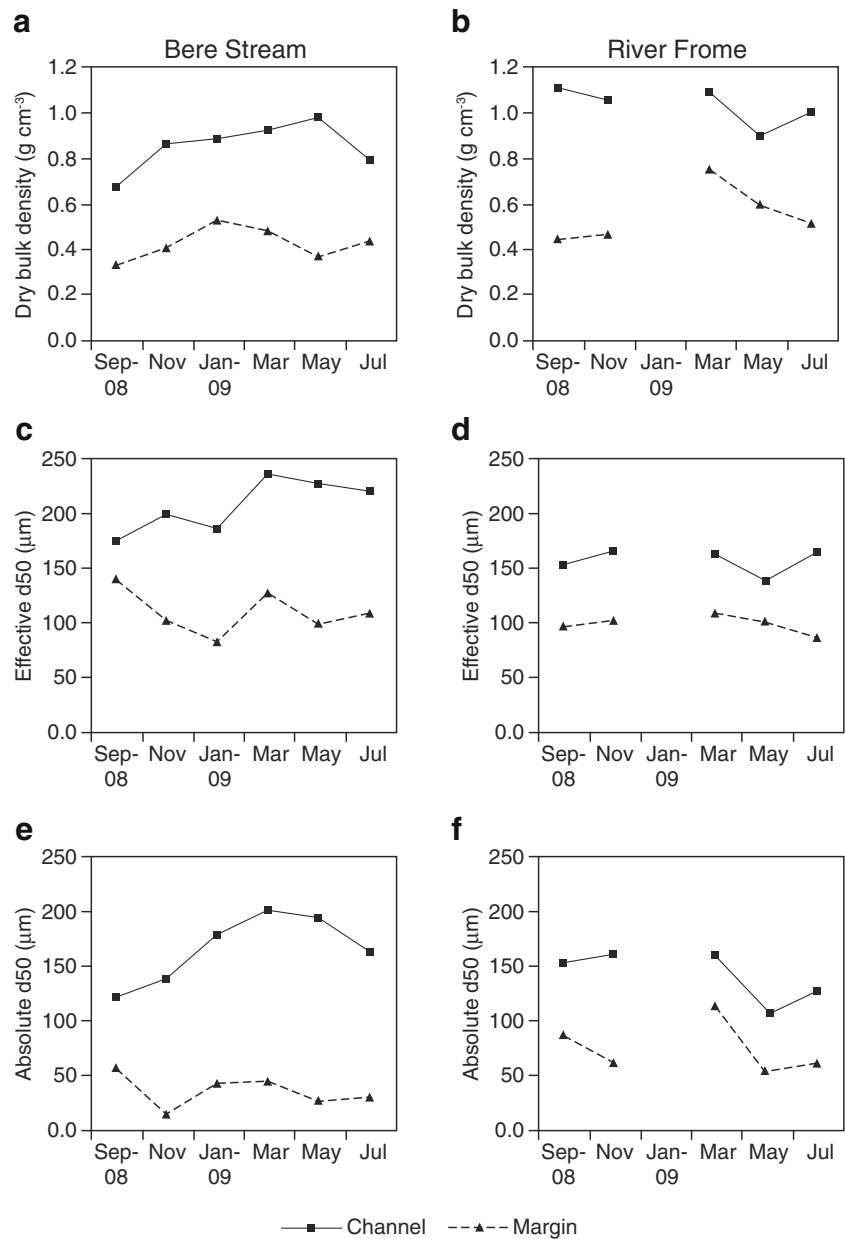 a
Bere Stream
Dry bulk density (g cm⁻³)
1.2
1.0
0.8
0.6
0.4
0.2
0.0
Sep-08 Nov Jan-09 Mar May Jul
b
River Frome
Dry bulk density (g cm⁻³)
1.2
1.0
0.8
0.6
0.4
0.2
0.0
Sep-08 Nov Jan-09 Mar May Jul
c
Effective d50 (μm)
250
200
150
100
50
0.0
Sep-08 Nov Jan-09 Mar May Jul
d
Effective d50 (μm)
250
200
150
100
50
0.0
Sep-08 Nov Jan-09 Mar May Jul
e
Absolute d50 (μm)
250
200
150
100
50
0.0
Sep-08 Nov Jan-09 Mar May Jul
f
Absolute d50 (μm)
250
200
150
100
50
0.0
Sep-08 Nov Jan-09 Mar May Jul
Channel Margin